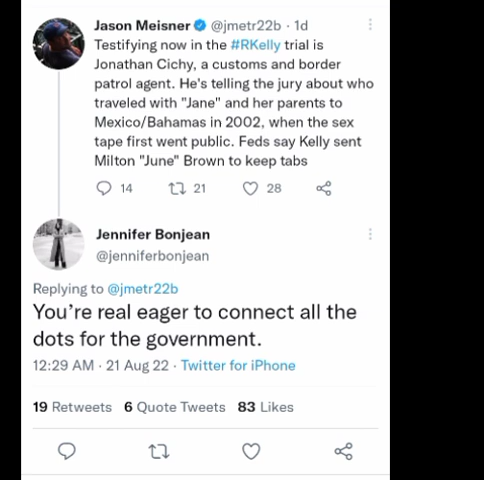 Jason Meisner @jmetr22b · 1d
Testifying now in the #RKelly trial is
Jonathan Cichy, a customs and border
patrol agent. He's telling the jury about who
traveled with "Jane" and her parents to
Mexico/Bahamas in 2002, when the sex
tape first went public. Feds say Kelly sent
Milton "June" Brown to keep tabs
14 21 28
Jennifer Bonjean
@jenniferbonjean
Replying to @jmetr22b
You're real eager to connect all the
dots for the government.
12:29 AM · 21 Aug 22 · Twitter for iPhone
19 Retweets 6 Quote Tweets 83 Likes